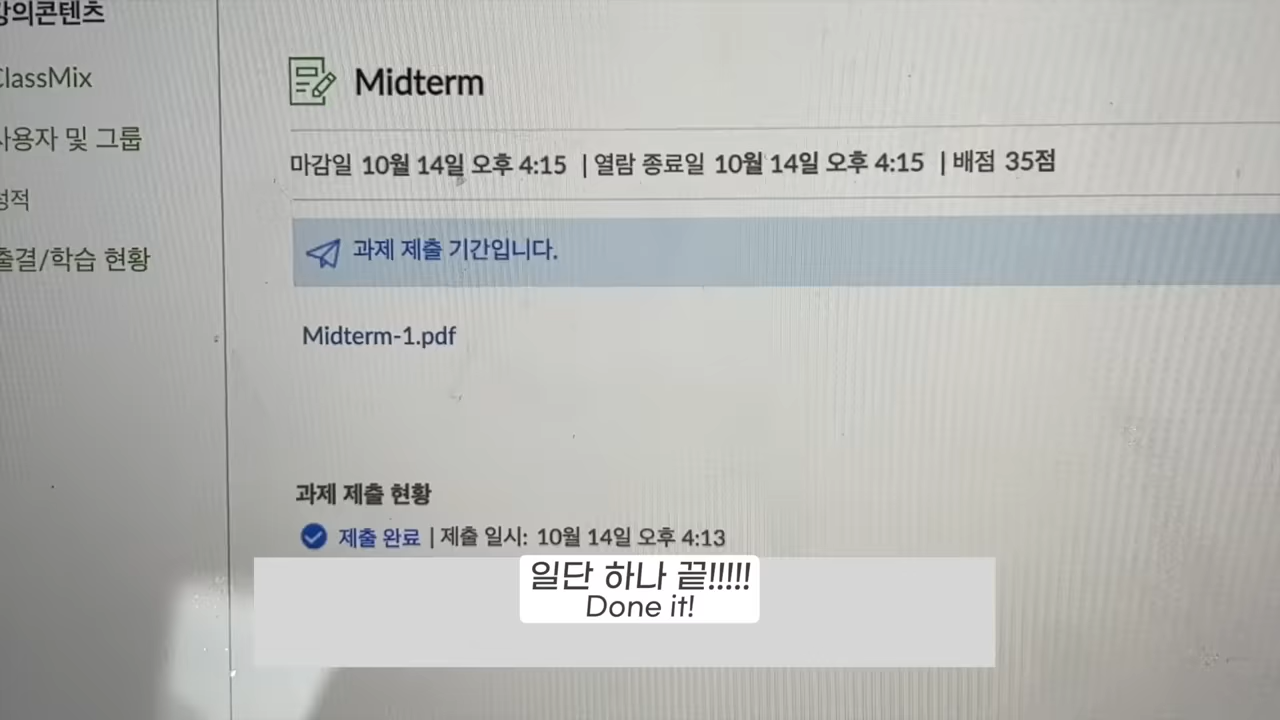 강의콘텐츠
ClassMix
사용자 및 그룹
성적
출결/학습 현황
Midterm
마감일 10월 14일 오후 4:15 | 열람 종료일 10월 14일 오후 4:15 | 배점 35점
과제 제출 기간입니다.
Midterm-1.pdf
과제 제출 현황
제출 완료 | 제출 일시: 10월 14일 오후 4:13
일단 하나 끝!!!!!
Done it!